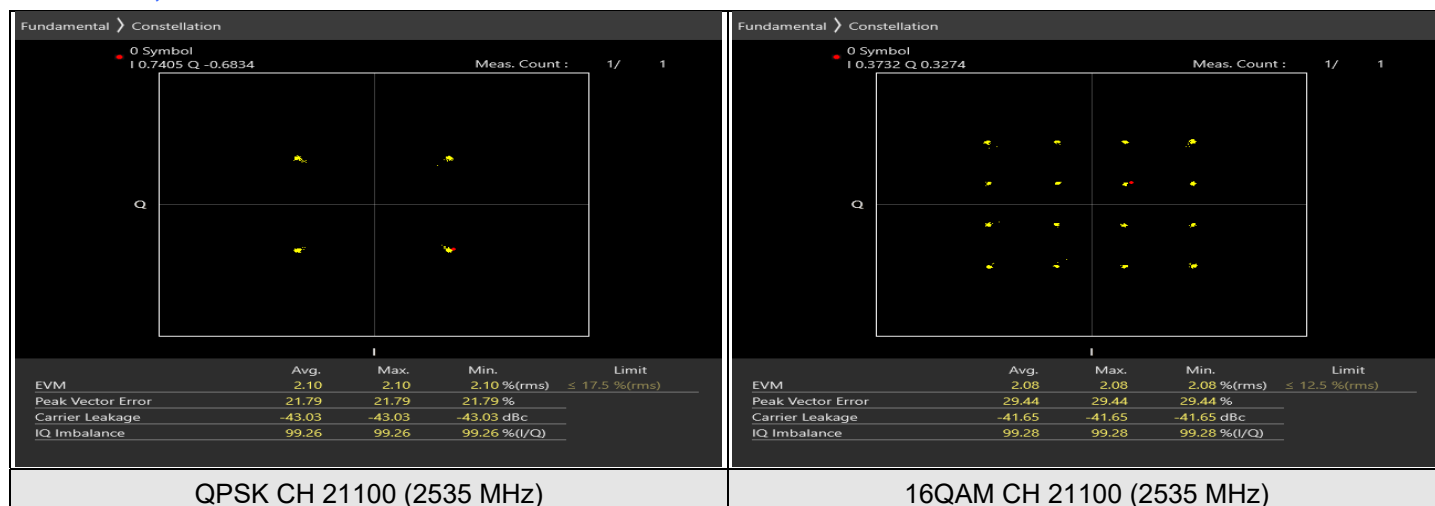 Fundamental ❯ Constellation
0 Symbol
I 0.7405 Q -0.6834 Meas. Count : 1/ 1
Q
I
Avg. Max. Min. Limit
EVM 2.10 2.10 2.10 %(rms) ≤ 17.5 %(rms)
Peak Vector Error 21.79 21.79 21.79 %
Carrier Leakage -43.03 -43.03 -43.03 dBc
IQ Imbalance 99.26 99.26 99.26 %(I/Q)
QPSK CH 21100 (2535 MHz)
Fundamental ❯ Constellation
0 Symbol
I 0.3732 Q 0.3274 Meas. Count : 1/ 1
Q
I
Avg. Max. Min. Limit
EVM 2.08 2.08 2.08 %(rms) ≤ 12.5 %(rms)
Peak Vector Error 29.44 29.44 29.44 %
Carrier Leakage -41.65 -41.65 -41.65 dBc
IQ Imbalance 99.28 99.28 99.28 %(I/Q)
16QAM CH 21100 (2535 MHz)